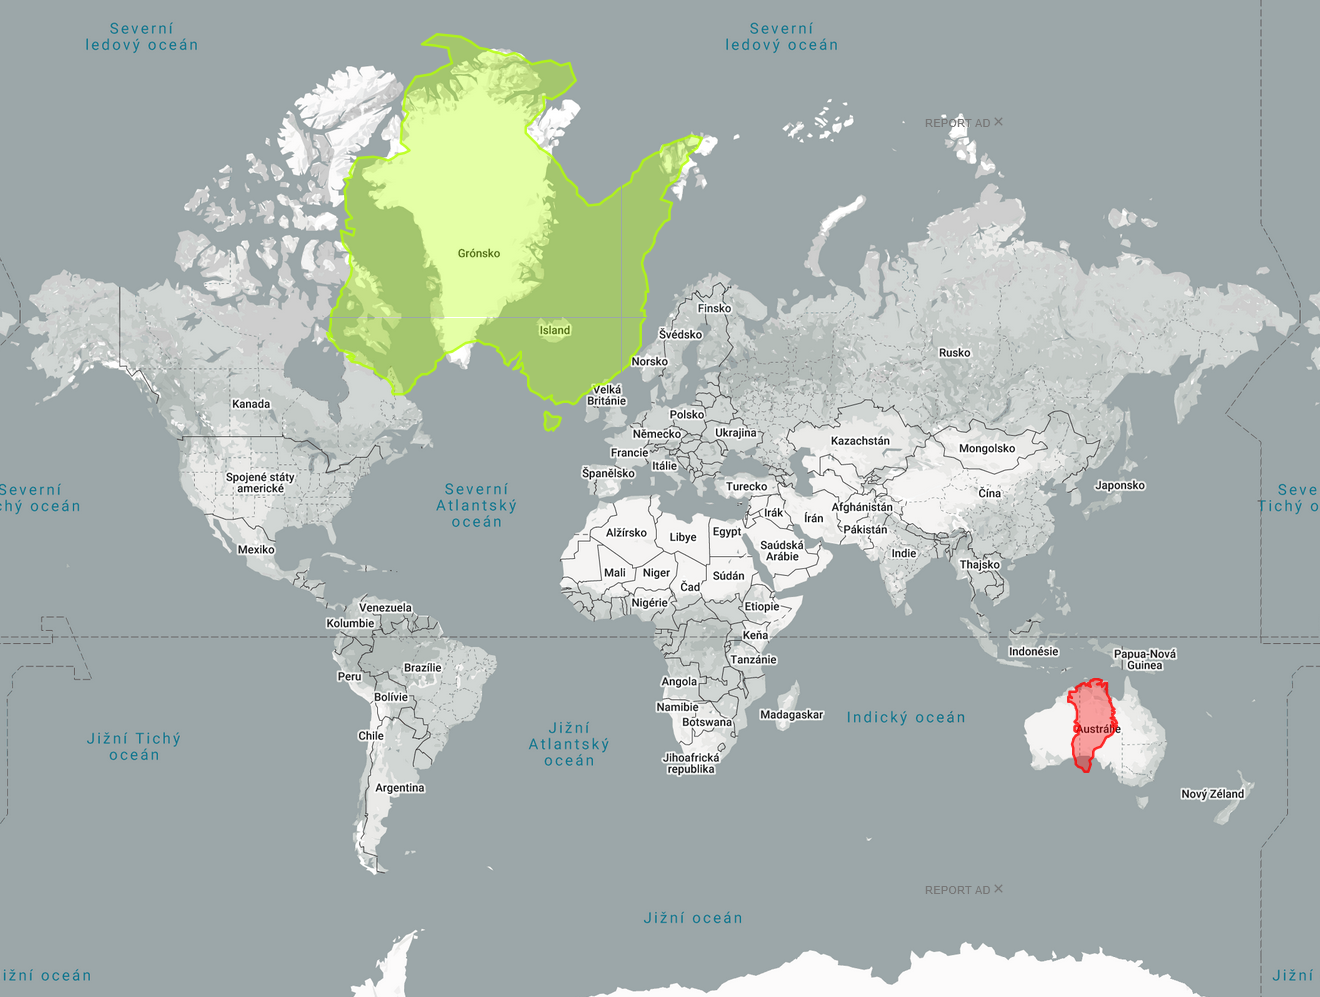 Severní
ledový oceán
Severní
ledový oceán
REPORT AD ✕
Grónsko
Island
Finsko
Švédsko
Norsko
Rusko
Velká
Británie
Kanada
Polsko
Německo
Ukrajina
Kazachstán
Mongolsko
Francie
Itálie
Španělsko
Spojené státy
americké
Turecko
Japonsko
Čína
Severní
chý oceán
Severní
Atlantský
oceán
Seve
Tichý o
Afghánistán
Irák
Írán
Pákistán
Alžírsko
Libye
Egypt
Saúdská
Arábie
Indie
Mexiko
Thajsko
Mali
Niger
Čad
Súdán
Nigérie
Etiopie
Venezuela
Kolumbie
Keňa
Indonésie
Papua-Nová
Guinea
Tanzánie
Brazílie
Peru
Angola
Bolívie
Namibie
Botswana
Madagaskar
Indický oceán
Austrálie
Jižní Tichý
oceán
Chile
Jižní
Atlantský
oceán
Jihoafrická
republika
Argentina
Nový Zéland
REPORT AD ✕
Jižní oceán
ižní oceán
Jižní